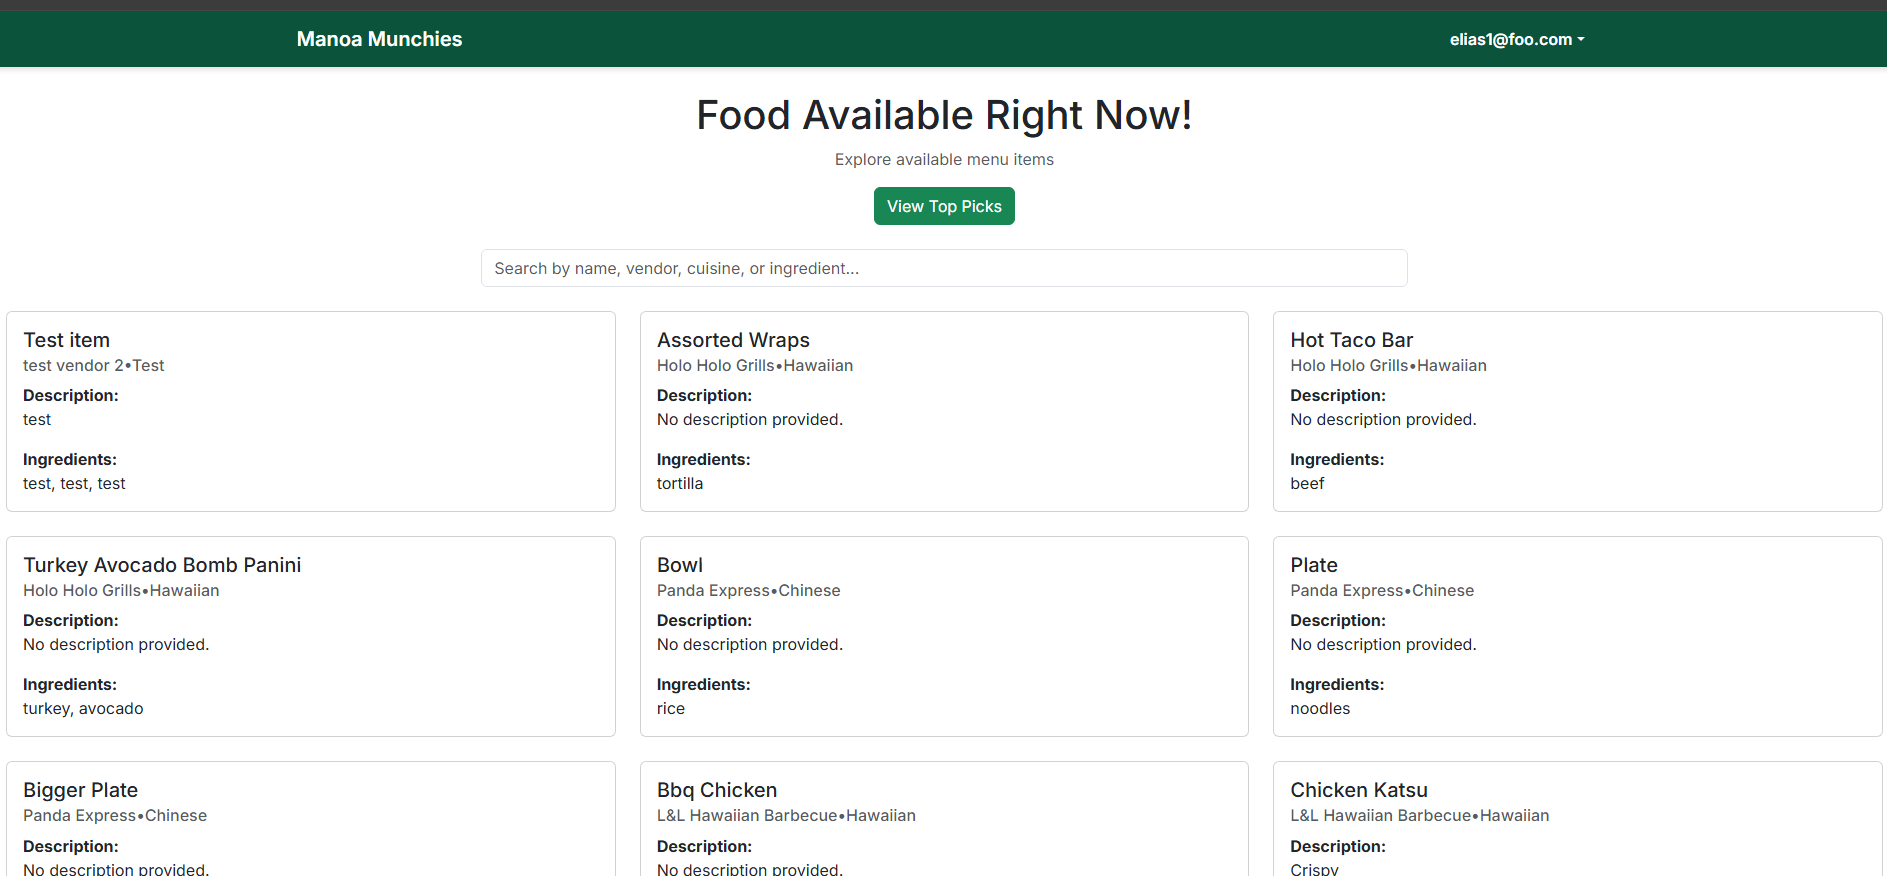 Manoa Munchies
elias1@foo.com
Food Available Right Now!
Explore available menu items
View Top Picks
Search by name, vendor, cuisine, or ingredient...
Test item
test vendor 2•Test
Description:
test
Ingredients:
test, test, test
Assorted Wraps
Holo Holo Grills•Hawaiian
Description:
No description provided.
Ingredients:
tortilla
Hot Taco Bar
Holo Holo Grills•Hawaiian
Description:
No description provided.
Ingredients:
beef
Turkey Avocado Bomb Panini
Holo Holo Grills•Hawaiian
Description:
No description provided.
Ingredients:
turkey, avocado
Bowl
Panda Express•Chinese
Description:
No description provided.
Ingredients:
rice
Plate
Panda Express•Chinese
Description:
No description provided.
Ingredients:
noodles
Bigger Plate
Panda Express•Chinese
Description:
No description provided.
Bbq Chicken
L&L Hawaiian Barbecue•Hawaiian
Description:
No description provided.
Chicken Katsu
L&L Hawaiian Barbecue•Hawaiian
Description:
Crispy